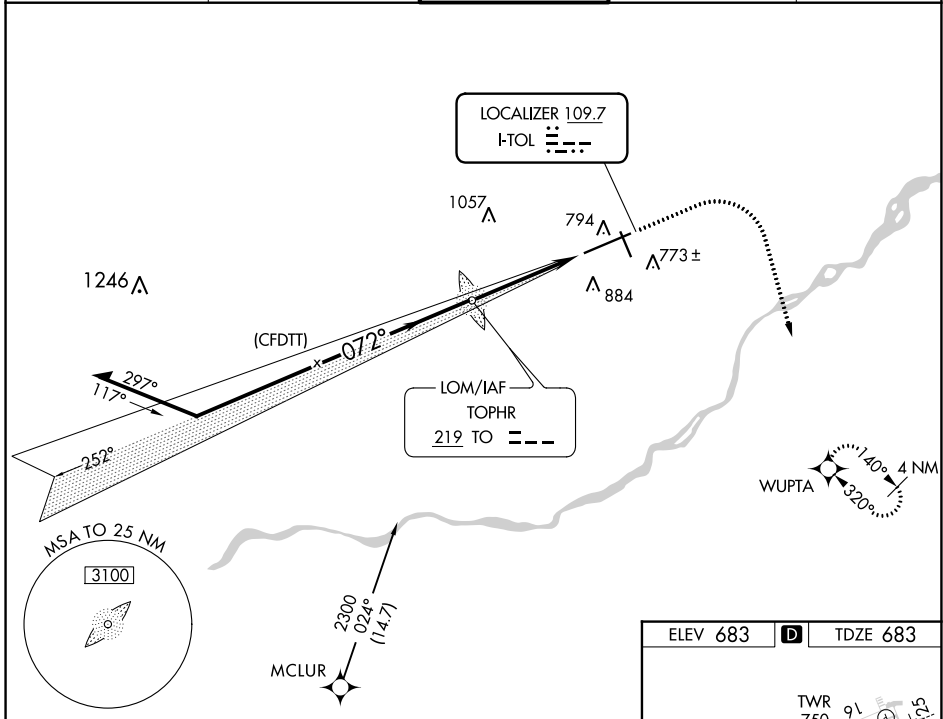 LOCALIZER 109.7
I-TOL
1057
794
773 ±
1246
884
(CFDTT)
072°
297°
117°
LOM/IAF
TOPHR
219 TO
252°
140°
4 NM
WUPTA
320°
MSA TO 25 NM
3100
2300
024°
(14.7)
MCLUR
ELEV 683 D TDZE 683
TWR
750
16
25